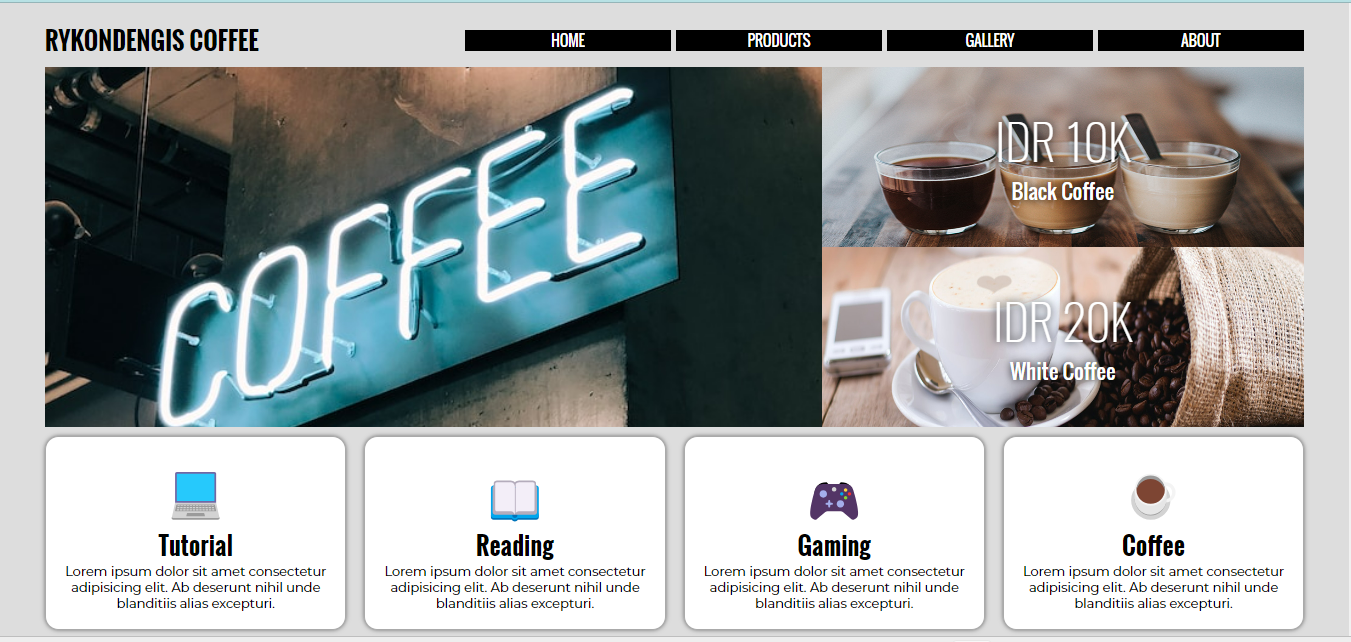 RYKONDENGIS COFFEE
HOME
PRODUCTS
GALLERY
ABOUT
COFFEE
IDR 10K
Black Coffee
IDR 20K
White Coffee
Tutorial
Lorem ipsum dolor sit amet consectetur
adipisicing elit. Ab deserunt nihil unde
blanditiis alias excepturi.
Reading
Lorem ipsum dolor sit amet consectetur
adipisicing elit. Ab deserunt nihil unde
blanditiis alias excepturi.
Gaming
Lorem ipsum dolor sit amet consectetur
adipisicing elit. Ab deserunt nihil unde
blanditiis alias excepturi.
Coffee
Lorem ipsum dolor sit amet consectetur
adipisicing elit. Ab deserunt nihil unde
blanditiis alias excepturi.